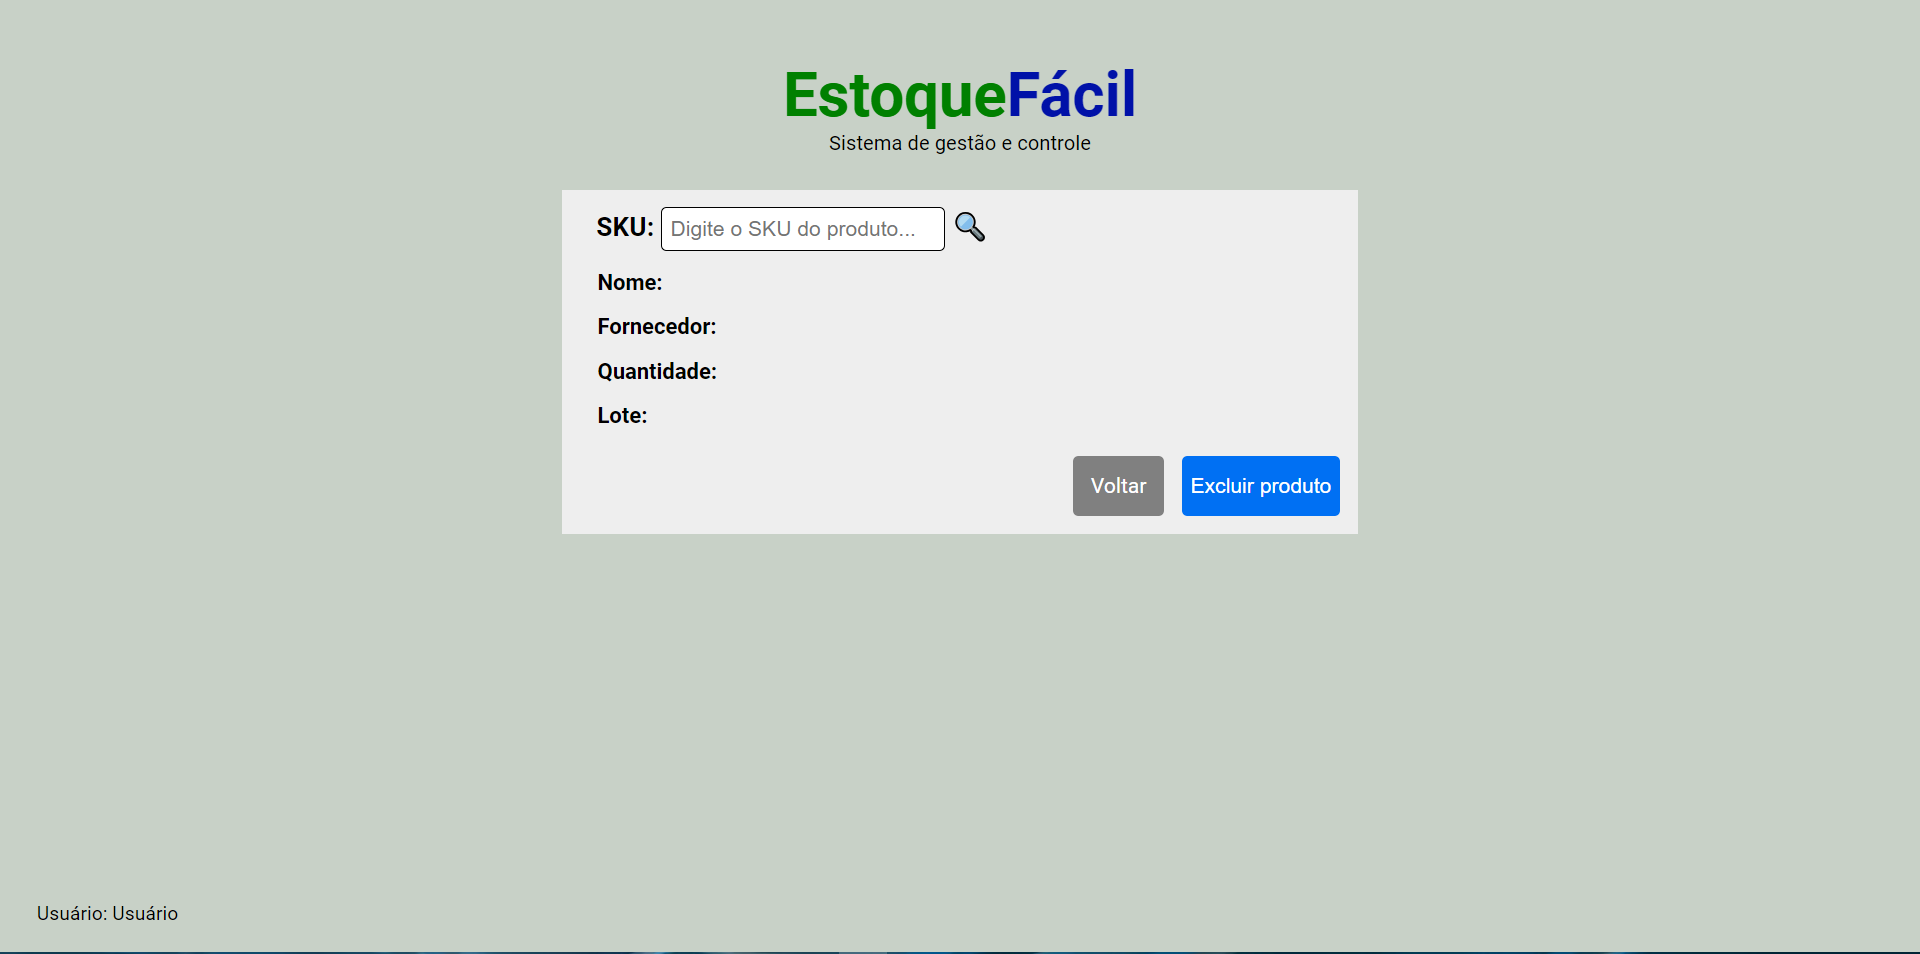 EstoqueFácil
Sistema de gestão e controle
SKU: Digite o SKU do produto...
Nome:
Fornecedor:
Quantidade:
Lote:
Voltar Excluir produto
Usuário: Usuário